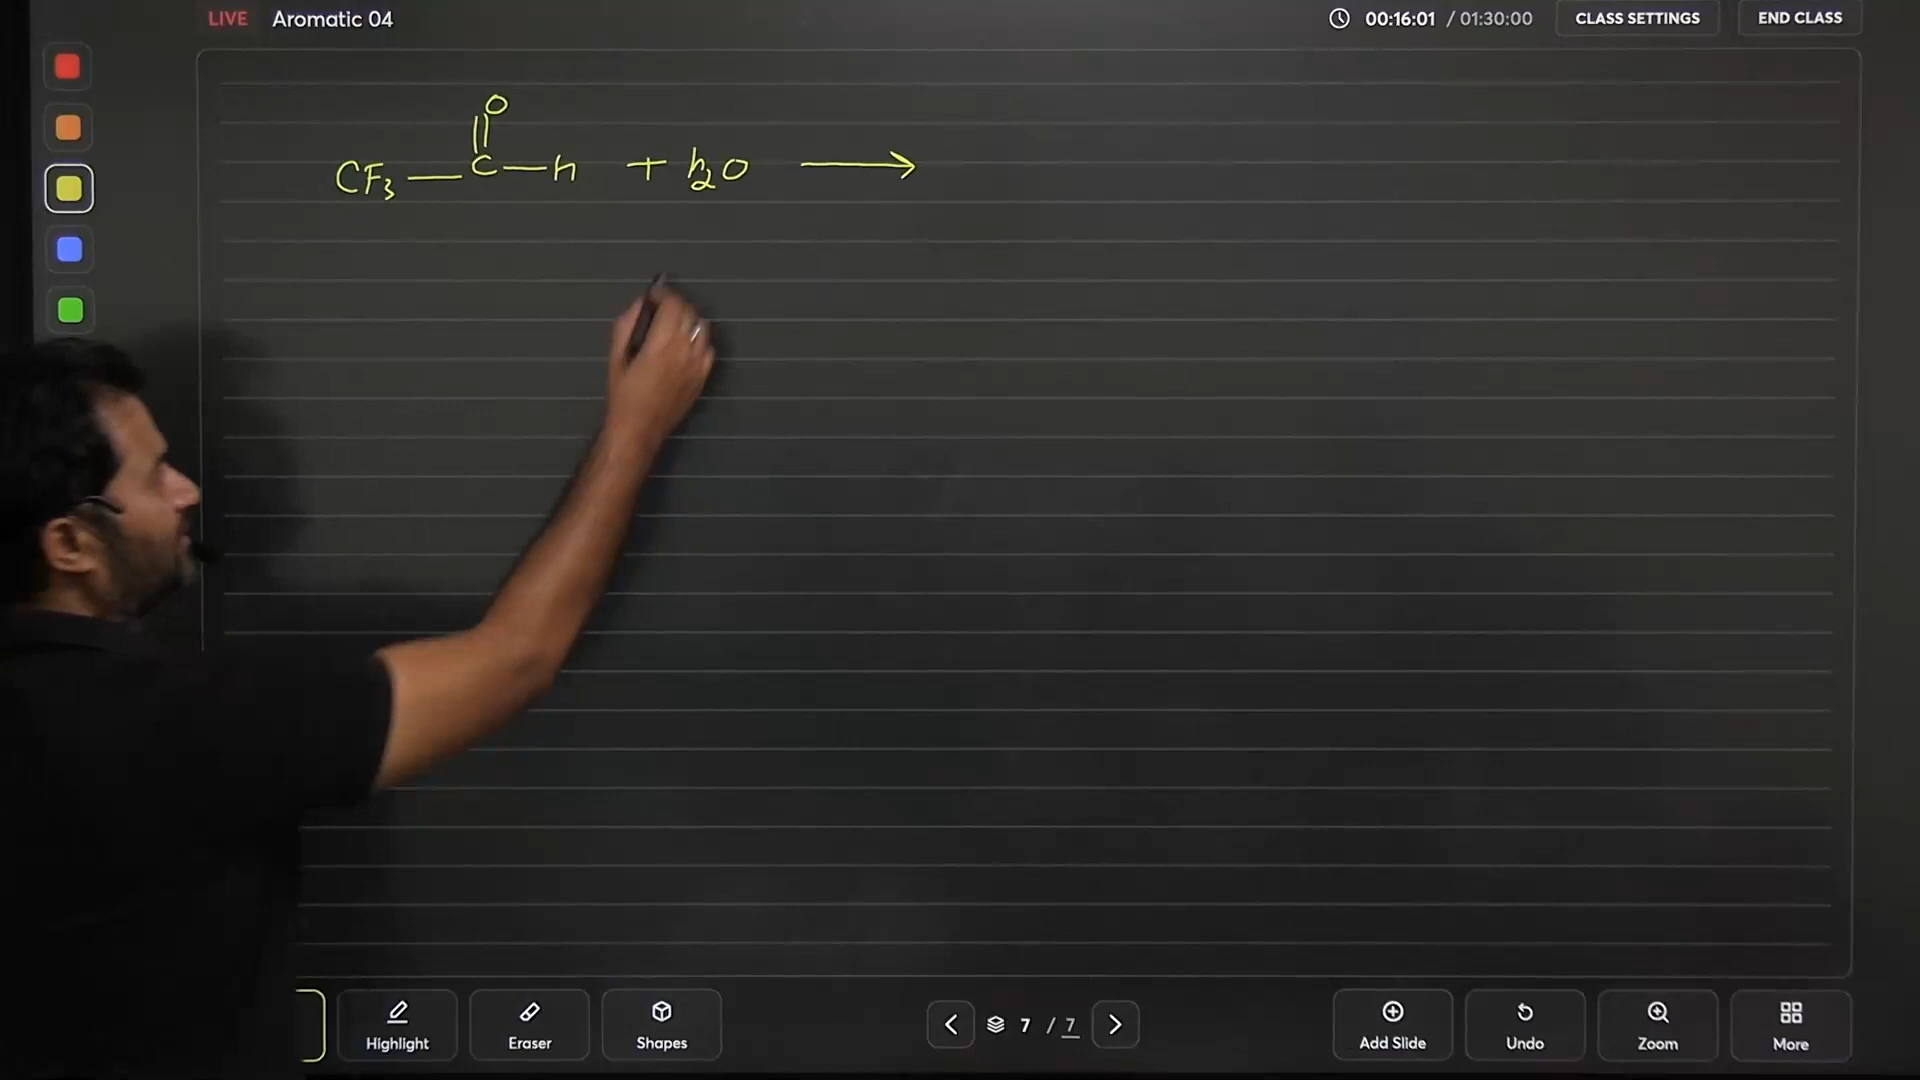 LIVE Aromatic 04
00:16:01 / 01:30:00
CLASS SETTINGS
END CLASS
O
CF3 — C — H + H2O →
Highlight
Eraser
Shapes
7 / 7
Add Slide
Undo
Zoom
More